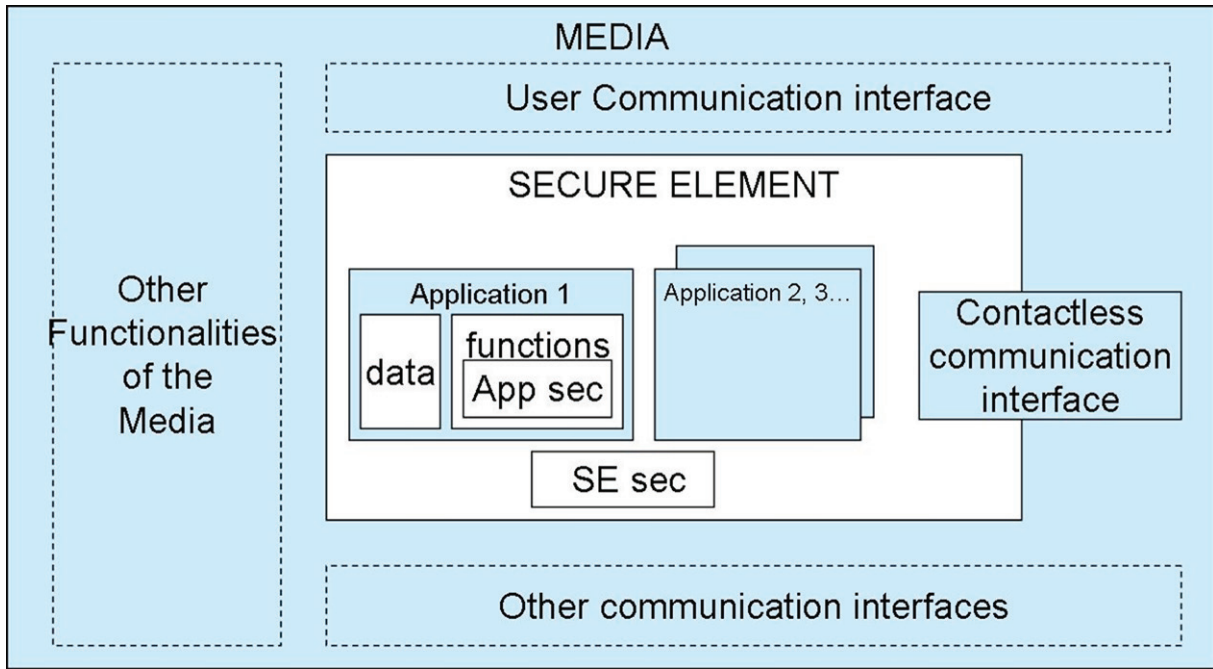 MEDIA
User Communication interface
SECURE ELEMENT
Other
Functionalities
of the
Media
Application 1
data
functions
App sec
Application 2, 3...
SE sec
Contactless
communication
interface
Other communication interfaces